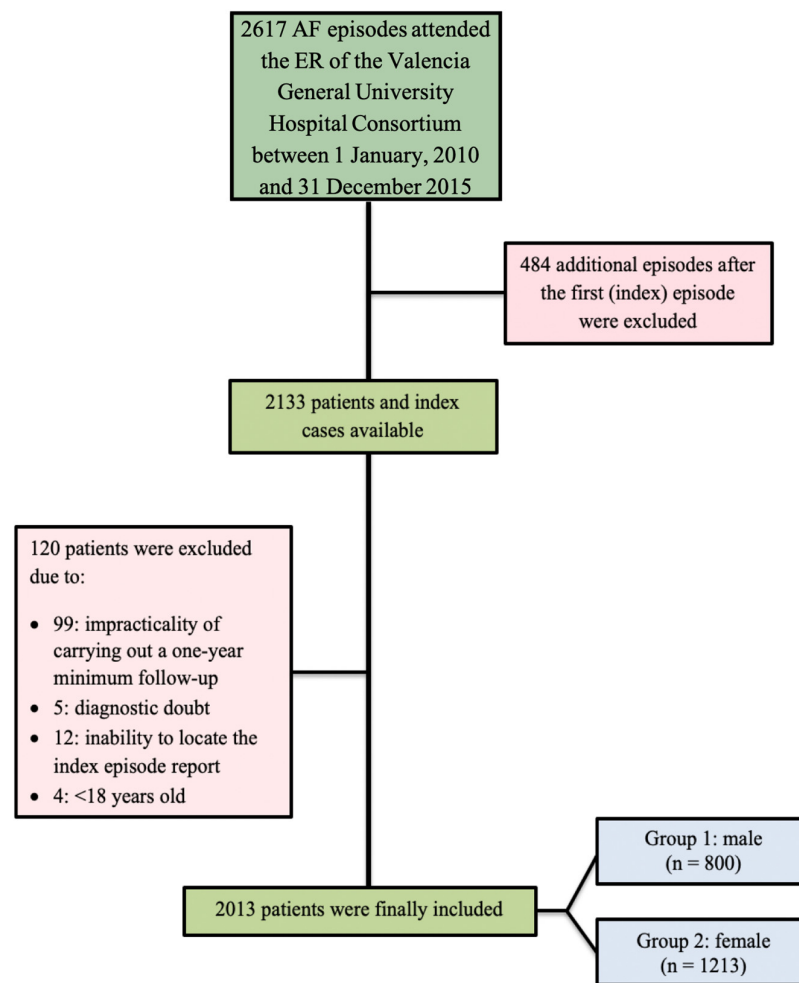 2617 AF episodes attended
the ER of the Valencia
General University
Hospital Consortium
between 1 January, 2010
and 31 December 2015
484 additional episodes after
the first (index) episode
were excluded
2133 patients and index
cases available
120 patients were excluded
due to:
• 99: impracticality of
carrying out a one-year
minimum follow-up
• 5: diagnostic doubt
• 12: inability to locate the
index episode report
• 4: <18 years old
Group 1: male
(n = 800)
2013 patients were finally included
Group 2: female
(n = 1213)